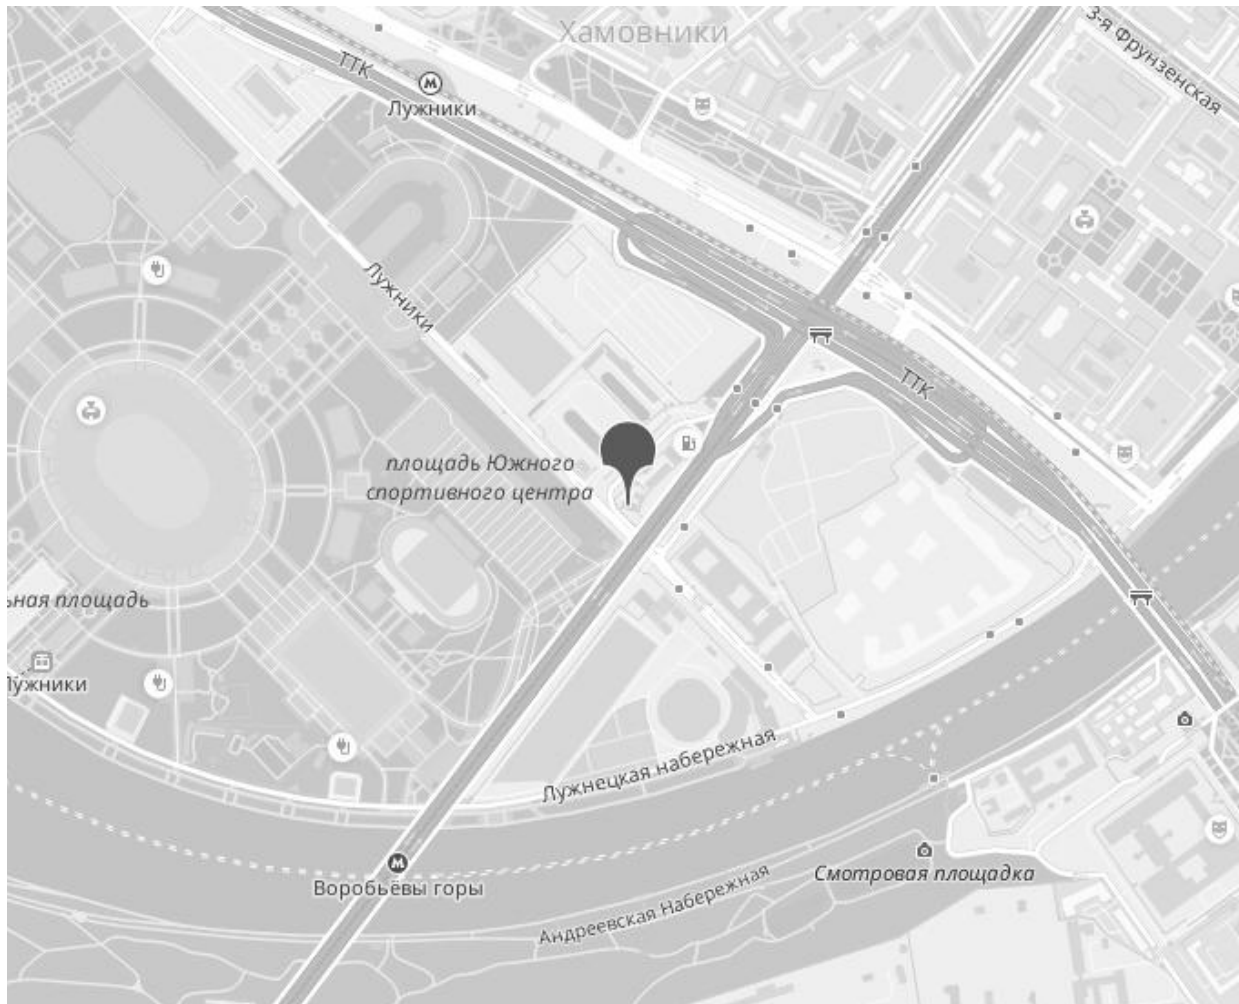 Хамовники
3-я Фрунзенская
ТТК
Лужники
Лужники
ТТК
площадь Южного
спортивного центра
ьная площадь
Лужники
Лужнецкая набережная
Воробьёвы горы
Смотровая площадка
Андреевская Набережная